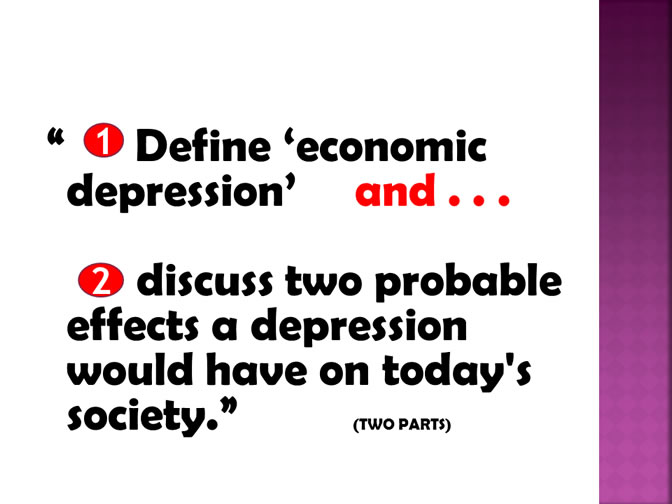 “ 1 Define ‘economic
depression’ and . . .
2 discuss two probable
effects a depression
would have on today's
society.” (TWO PARTS)